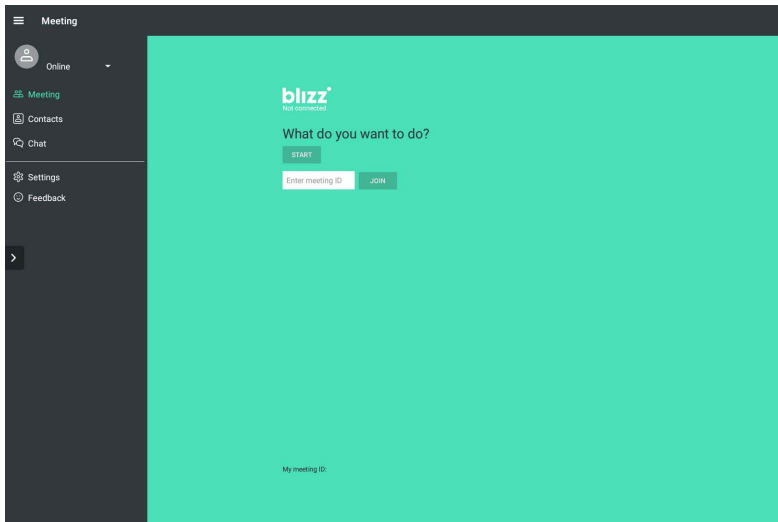 Meeting
Online
Meeting
Contacts
Chat
Settings
Feedback
blizz
Not connected
What do you want to do?
START
Enter meeting ID
JOIN
My meeting ID: